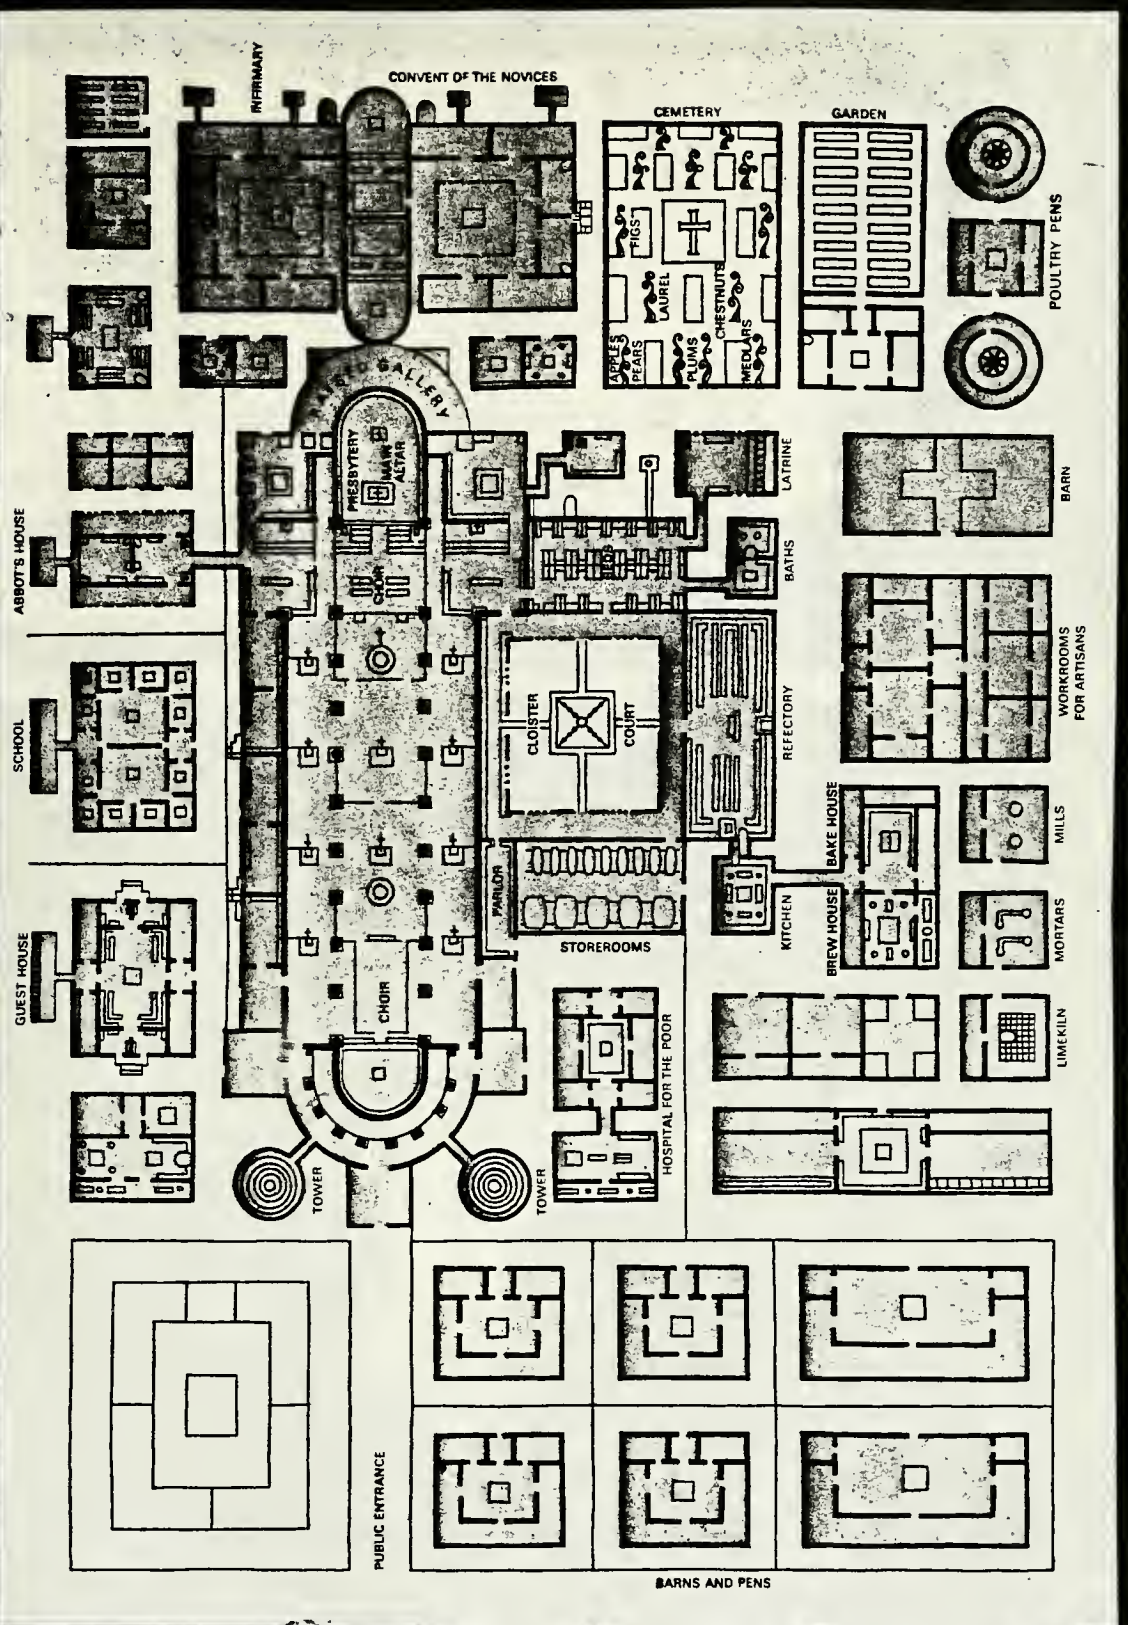 INFIRMARY
CONVENT OF THE NOVICES
CEMETERY
GARDEN
POULTRY PENS
FIGS
LAUREL
CHESTNUTS
APPLES
PEARS
PLUMS
MEDLARS
RAISED GALLERY
PRESBYTERY
MAIN
ALTAR
LATRINE
BARN
ABBOT'S HOUSE
CHOIR
BATHS
SCHOOL
CLOISTER
COURT
REFECTORY
WORKROOMS
FOR ARTISANS
BAKE HOUSE
MILLS
PARLOR
GUEST HOUSE
STOREROOMS
KITCHEN
BREW HOUSE
MORTARS
CHOIR
HOSPITAL FOR THE POOR
LIMEKILN
TOWER
TOWER
PUBLIC ENTRANCE
BARNS AND PENS